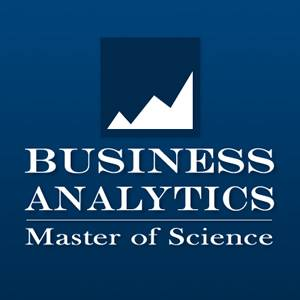 BUSINESS
ANALYTICS
Master of Science